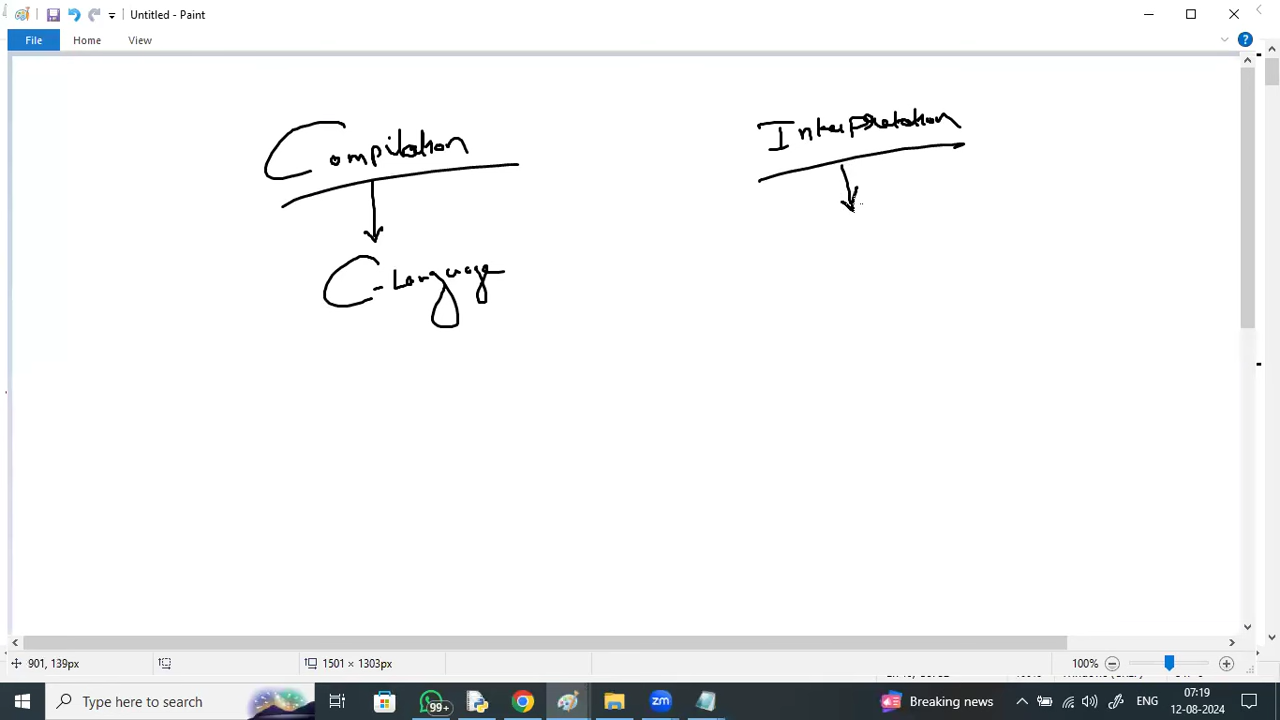 Untitled - Paint
File Home View
Compilation
Interpretation
C-Language
901, 139px
1501 × 1303px
100%
Type here to search
99+
zm
Breaking news
ENG
07:19
12-08-2024